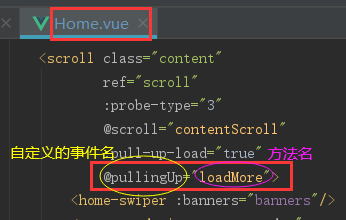 Home.vue
<scroll class="content"
ref="scroll"
:probe-type="3"
@scroll="contentScroll"
自定义的事件名
pull-up-load="true" 方法名
@pullingUp="loadMore">
<home-swiper :banners="banners"/>